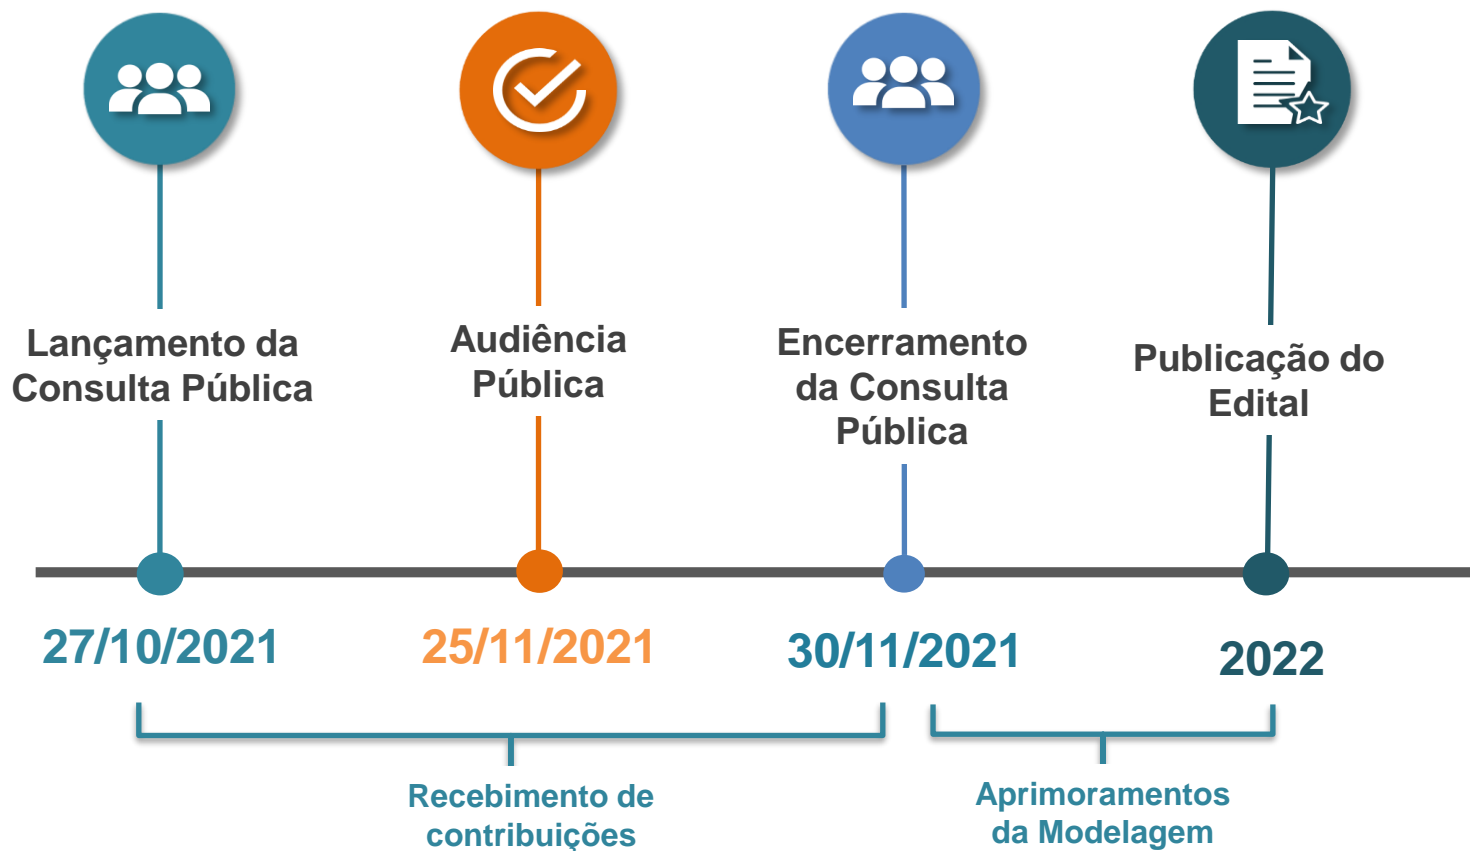 Lançamento da
Consulta Pública
Audiência
Pública
Encerramento
da Consulta
Pública
Publicação do
Edital
27/10/2021
25/11/2021
30/11/2021
2022
Recebimento de
contribuições
Aprimoramentos
da Modelagem